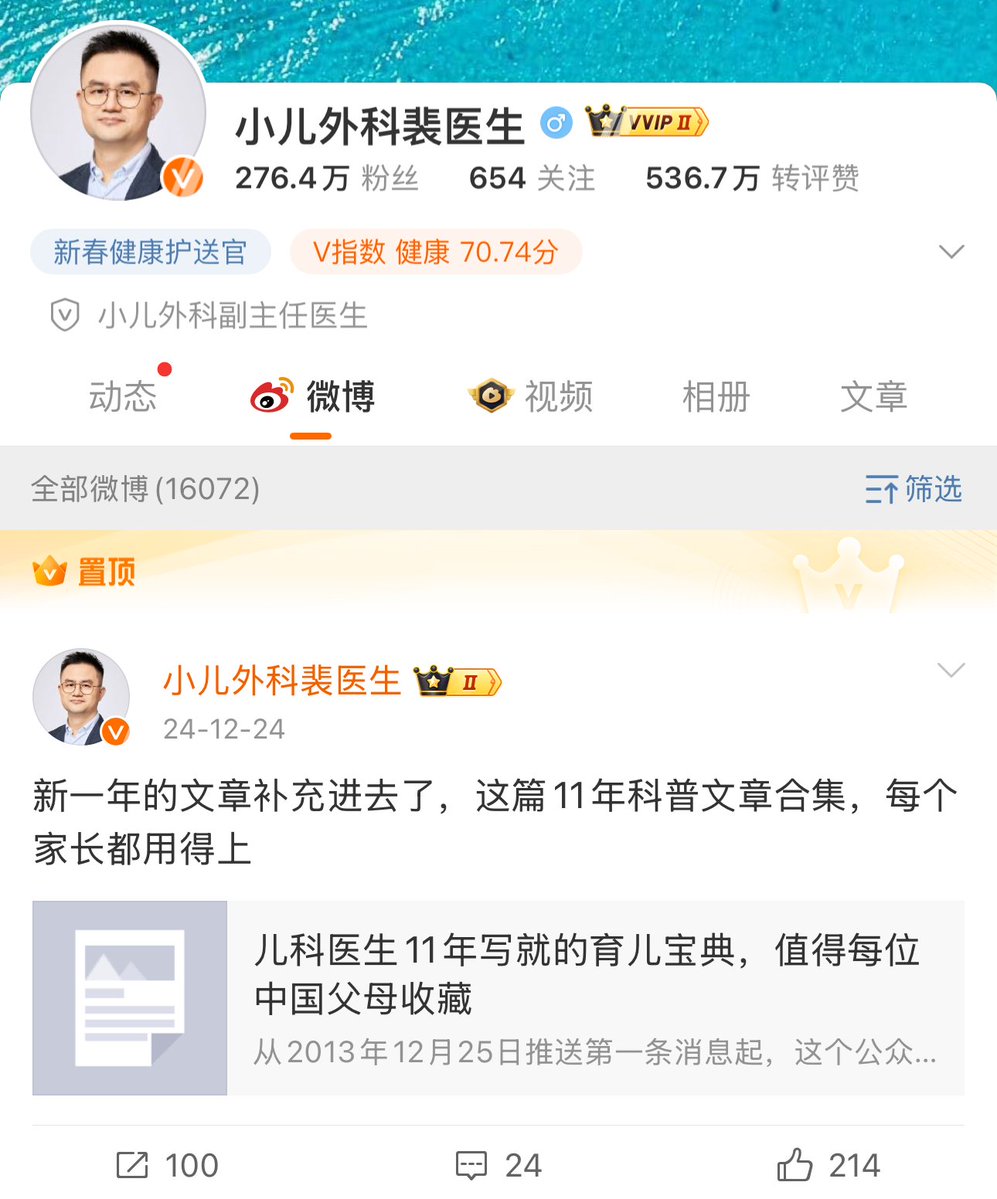 小儿外科裴医生 VVIP II
276.4万 粉丝 654 关注 536.7万 转评赞
新春健康护送官 V指数 健康 70.74分
小儿外科副主任医生
动态 微博 视频 相册 文章
全部微博(16072) 筛选
置顶
小儿外科裴医生 II
24-12-24
新一年的文章补充进去了，这篇11年科普文章合集，每个
家长都用得上
儿科医生11年写就的育儿宝典，值得每位
中国父母收藏
从2013年12月25日推送第一条消息起，这个公众...
100 24 214